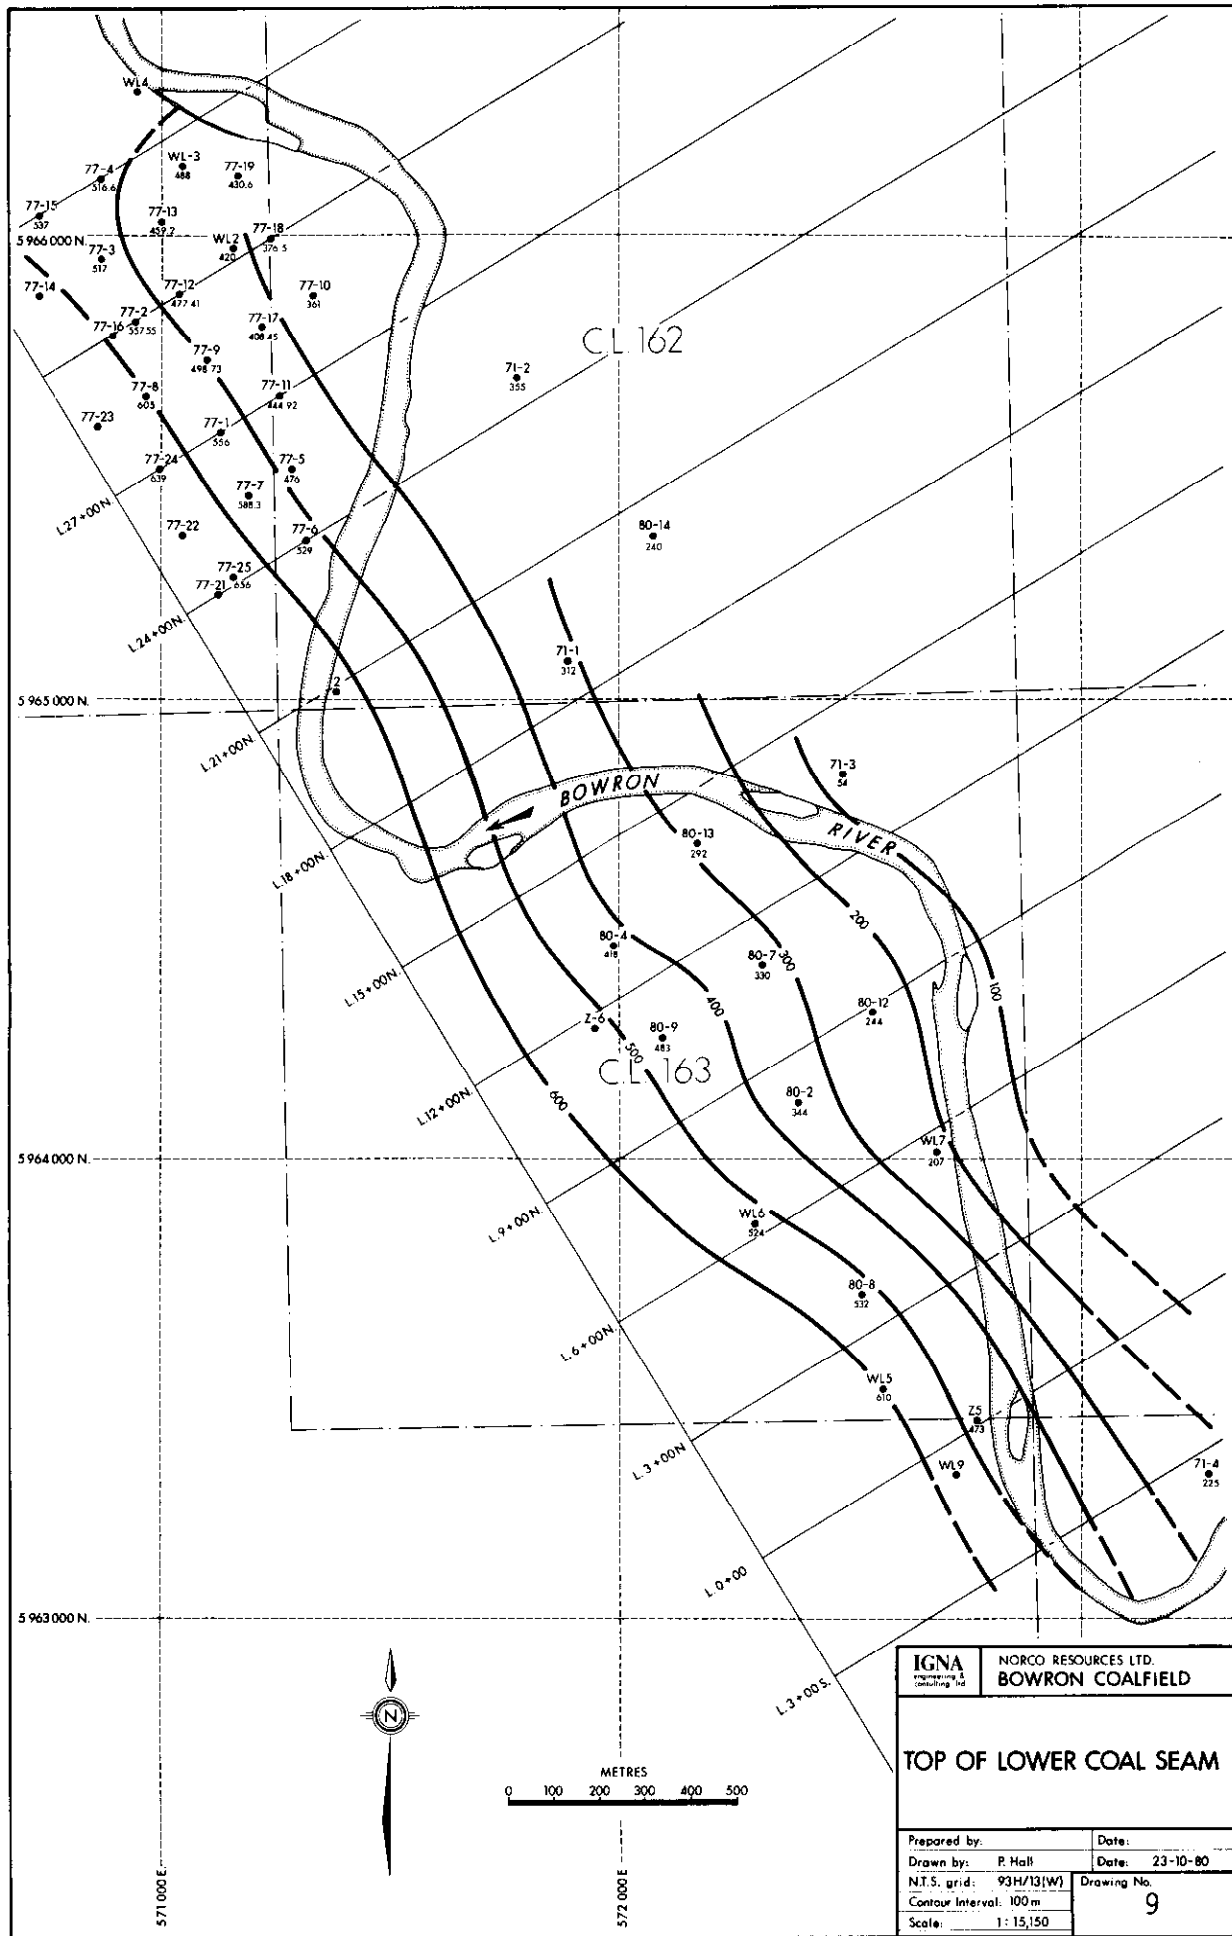 WL4
WL-3
488
77-19
430.6
77-4
516.6
77-15
537
77-13
459.2
77-18
376.5
5 966 000 N.
WL2
420
77-3
517
77-14
77-12
477.41
77-10
361
77-2
557.55
77-16
77-17
408.45
C.L. 162
77-9
498.73
71-2
355
77-8
605
77-11
444.92
77-23
77-1
556
77-24
639
77-5
476
77-7
588.3
L.27+00N.
77-22
77-6
529
80-14
240
77-25
656
77-21
L.24+00N.
71-1
312
2
5 965 000 N.
L.21+00N.
71-3
54
BOWRON
RIVER
80-13
292
L.18+00N.
200
80-4
418
80-7
330
300
L.15+00N.
100
400
80-12
244
Z-6
80-9
483
500
C.L. 163
600
80-2
344
L.12+00N.
WL7
207
5 964 000 N.
L.9+00N.
WL6
524
80-8
532
L.6+00N.
WL5
610
Z5
473
L.3+00N
WL9
71-4
225
L.0+00
5 963 000 N.
L.3+00S.
N
METRES
0 100 200 300 400 500
571 000 E.
572 000 E.
IGNA
engineering &
consulting ltd
NORCO RESOURCES LTD.
BOWRON COALFIELD
TOP OF LOWER COAL SEAM
Prepared by: Date:
Drawn by: P. Hall Date: 23-10-80
N.T.S. grid: 93H/13(W)
Contour Interval: 100 m
Scale: 1 : 15,150
Drawing No.
9